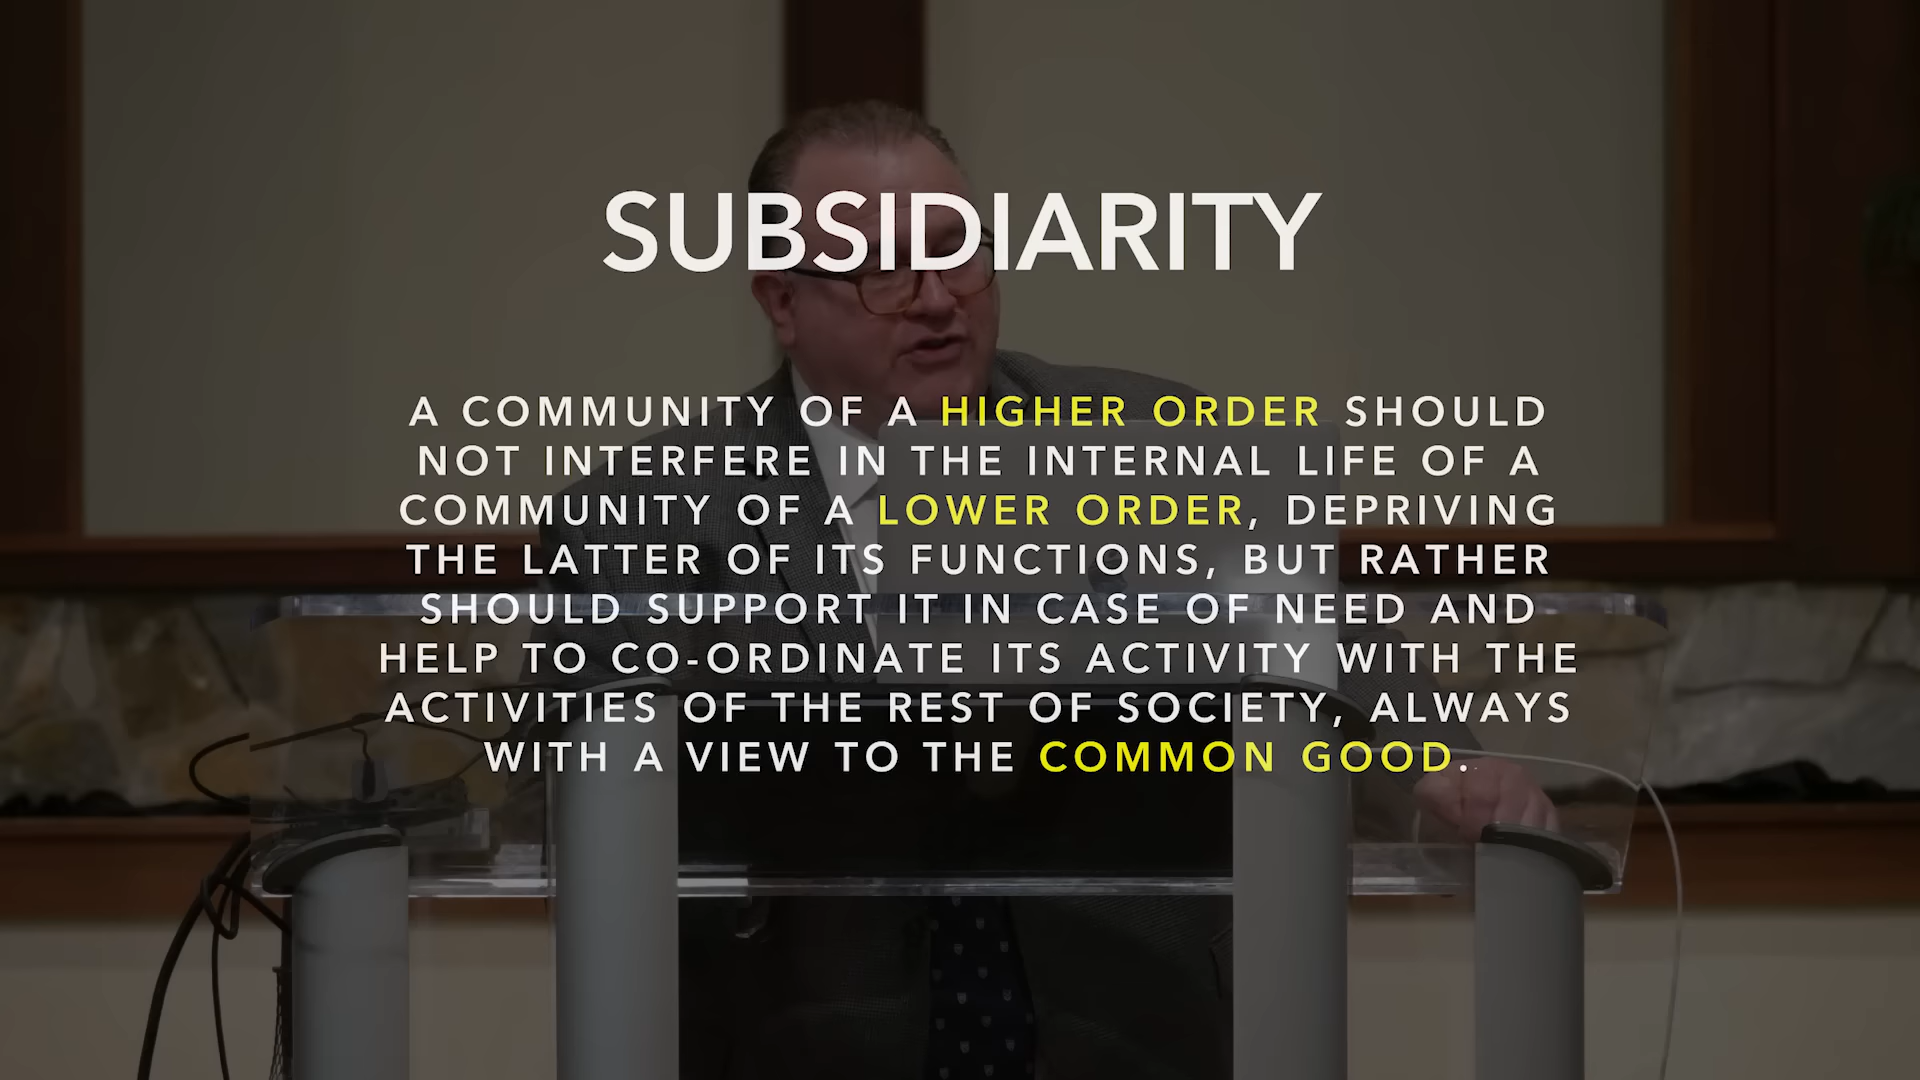 SUBSIDIARITY
A COMMUNITY OF A HIGHER ORDER SHOULD
NOT INTERFERE IN THE INTERNAL LIFE OF A
COMMUNITY OF A LOWER ORDER, DEPRIVING
THE LATTER OF ITS FUNCTIONS, BUT RATHER
SHOULD SUPPORT IT IN CASE OF NEED AND
HELP TO CO-ORDINATE ITS ACTIVITY WITH THE
ACTIVITIES OF THE REST OF SOCIETY, ALWAYS
WITH A VIEW TO THE COMMON GOOD.